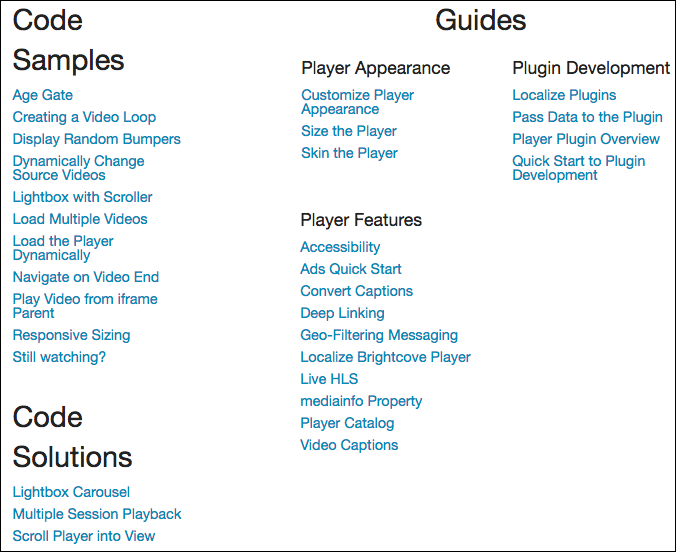 Code
Samples
Age Gate
Creating a Video Loop
Display Random Bumpers
Dynamically Change
Source Videos
Lightbox with Scroller
Load Multiple Videos
Load the Player
Dynamically
Navigate on Video End
Play Video from iframe
Parent
Responsive Sizing
Still watching?
Code
Solutions
Lightbox Carousel
Multiple Session Playback
Scroll Player into View
Guides
Player Appearance
Customize Player
Appearance
Size the Player
Skin the Player
Player Features
Accessibility
Ads Quick Start
Convert Captions
Deep Linking
Geo-Filtering Messaging
Localize Brightcove Player
Live HLS
mediainfo Property
Player Catalog
Video Captions
Plugin Development
Localize Plugins
Pass Data to the Plugin
Player Plugin Overview
Quick Start to Plugin
Development